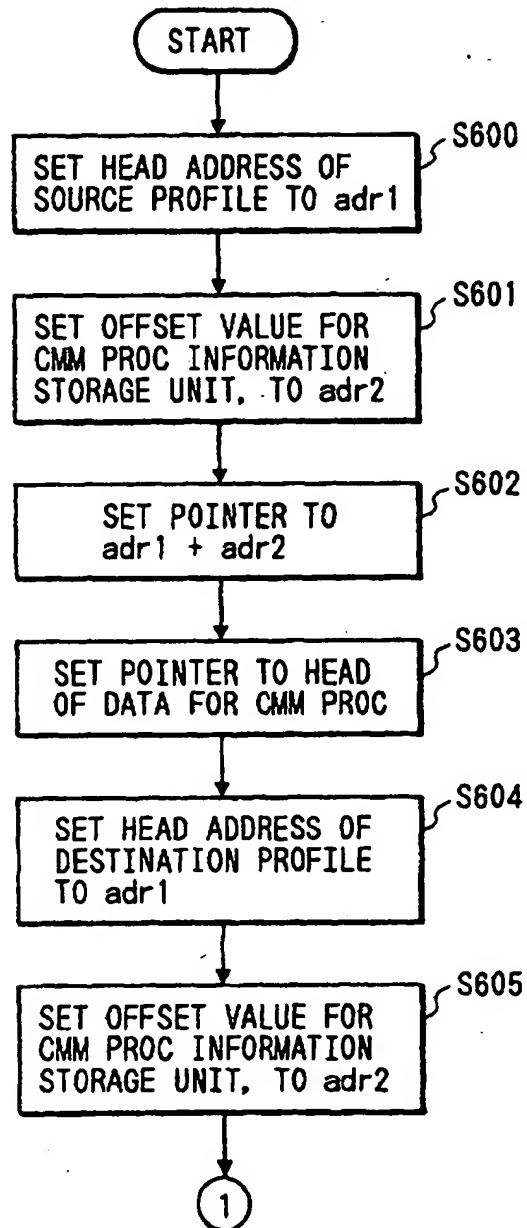 START
S600
SET HEAD ADDRESS OF
SOURCE PROFILE TO adr1
S601
SET OFFSET VALUE FOR
CMM PROC INFORMATION
STORAGE UNIT, TO adr2
S602
SET POINTER TO
adr1 + adr2
S603
SET POINTER TO HEAD
OF DATA FOR CMM PROC
S604
SET HEAD ADDRESS OF
DESTINATION PROFILE
TO adr1
S605
SET OFFSET VALUE FOR
CMM PROC INFORMATION
STORAGE UNIT, TO adr2
1